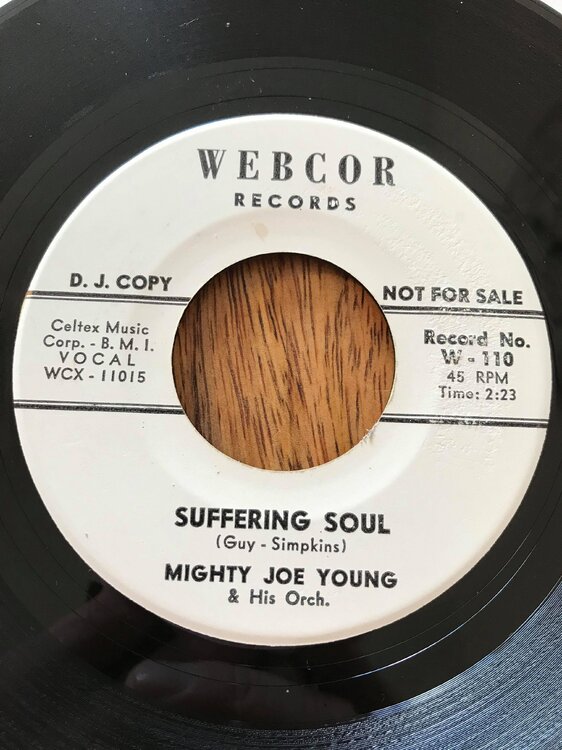 WEBCOR
RECORDS
D. J. COPY
NOT FOR SALE
Celtex Music
Corp. - B. M. I.
VOCAL
WCX - 11015
Record No.
W - 110
45 RPM
Time: 2:23
SUFFERING SOUL
(Guy - Simpkins)
MIGHTY JOE YOUNG
& His Orch.